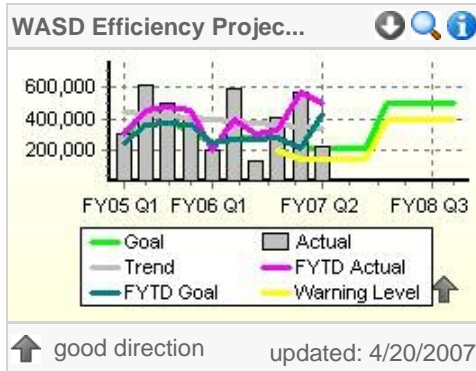 WASD Efficiency Projec...
600,000
400,000
200,000
FY05 Q1 FY06 Q1 FY07 Q2 FY08 Q3
Goal Actual
Trend FYTD Actual
FYTD Goal Warning Level
good direction updated: 4/20/2007